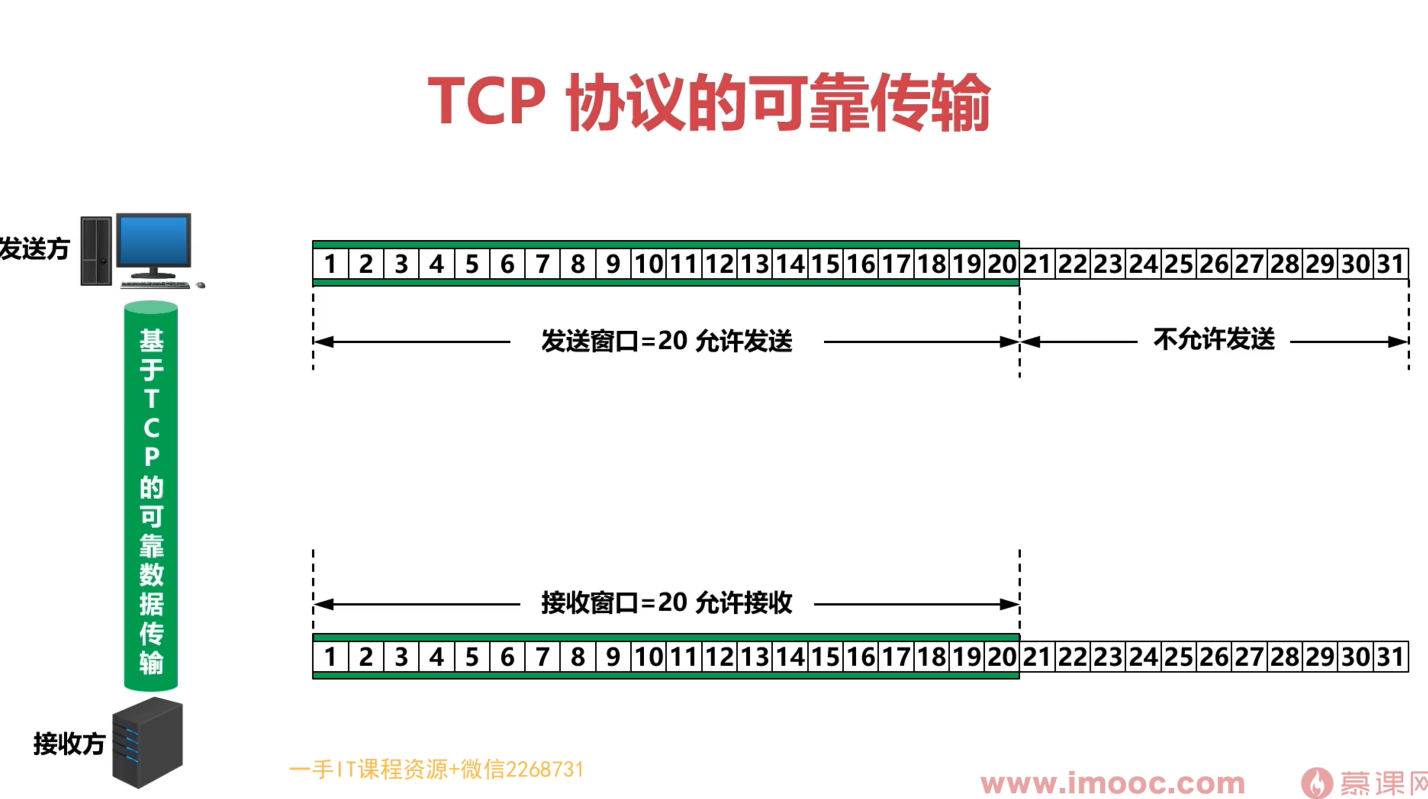 TCP 协议的可靠传输
发送方
1 2 3 4 5 6 7 8 9 10 11 12 13 14 15 16 17 18 19 20 21 22 23 24 25 26 27 28 29 30 31
发送窗口=20 允许发送
不允许发送
基于TCP的可靠数据传输
接收窗口=20 允许接收
1 2 3 4 5 6 7 8 9 10 11 12 13 14 15 16 17 18 19 20 21 22 23 24 25 26 27 28 29 30 31
接收方
一手IT课程资源+微信2268731
www.imooc.com
慕课网